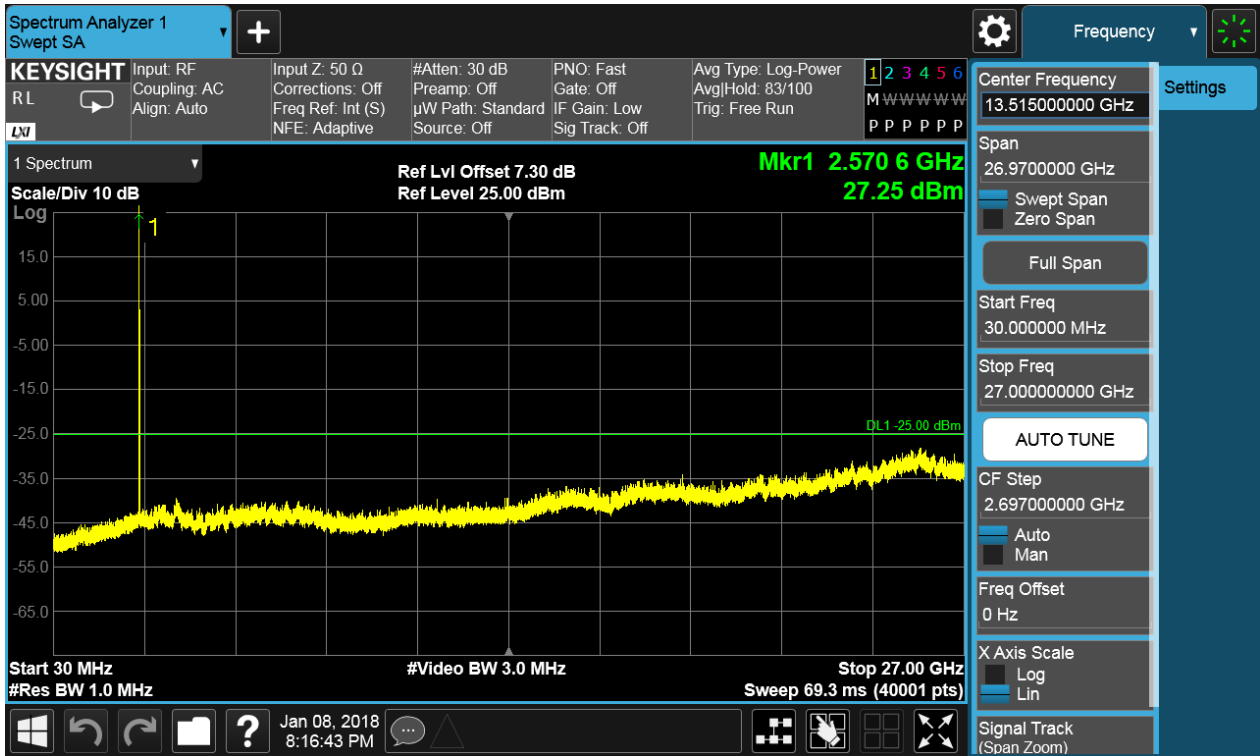 Spectrum Analyzer 1
Swept SA
+
Frequency
KEYSIGHT
RL
LXI
Input: RF
Coupling: AC
Align: Auto
Input Z: 50 Ω
Corrections: Off
Freq Ref: Int (S)
NFE: Adaptive
#Atten: 30 dB
Preamp: Off
µW Path: Standard
Source: Off
PNO: Fast
Gate: Off
IF Gain: Low
Sig Track: Off
Avg Type: Log-Power
Avg|Hold: 83/100
Trig: Free Run
1 2 3 4 5 6
M W W W W W
P P P P P P
1 Spectrum
Scale/Div 10 dB
Log
Ref Lvl Offset 7.30 dB
Ref Level 25.00 dBm
Mkr1 2.570 6 GHz
27.25 dBm
1
15.0
5.00
-5.00
-15.0
-25.0
-35.0
-45.0
-55.0
-65.0
DL1 -25.00 dBm
Start 30 MHz
#Res BW 1.0 MHz
#Video BW 3.0 MHz
Stop 27.00 GHz
Sweep 69.3 ms (40001 pts)
Center Frequency
13.515000000 GHz
Span
26.9700000 GHz
Swept Span
Zero Span
Full Span
Start Freq
30.000000 MHz
Stop Freq
27.000000000 GHz
AUTO TUNE
CF Step
2.697000000 GHz
Auto
Man
Freq Offset
0 Hz
X Axis Scale
Log
Lin
Signal Track
(Span Zoom)
Settings
?
Jan 08, 2018
8:16:43 PM